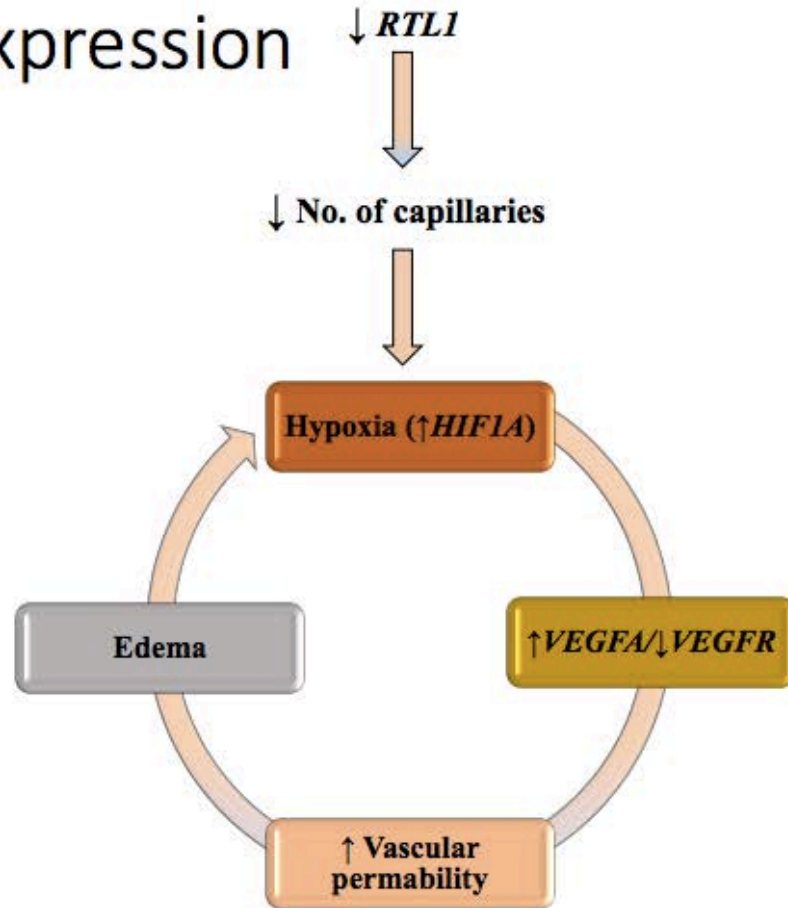 xpression
↓ RTL1
↓ No. of capillaries
Hypoxia (↑HIF1A)
Edema
↑VEGFA/↓VEGFR
↑ Vascular
permability